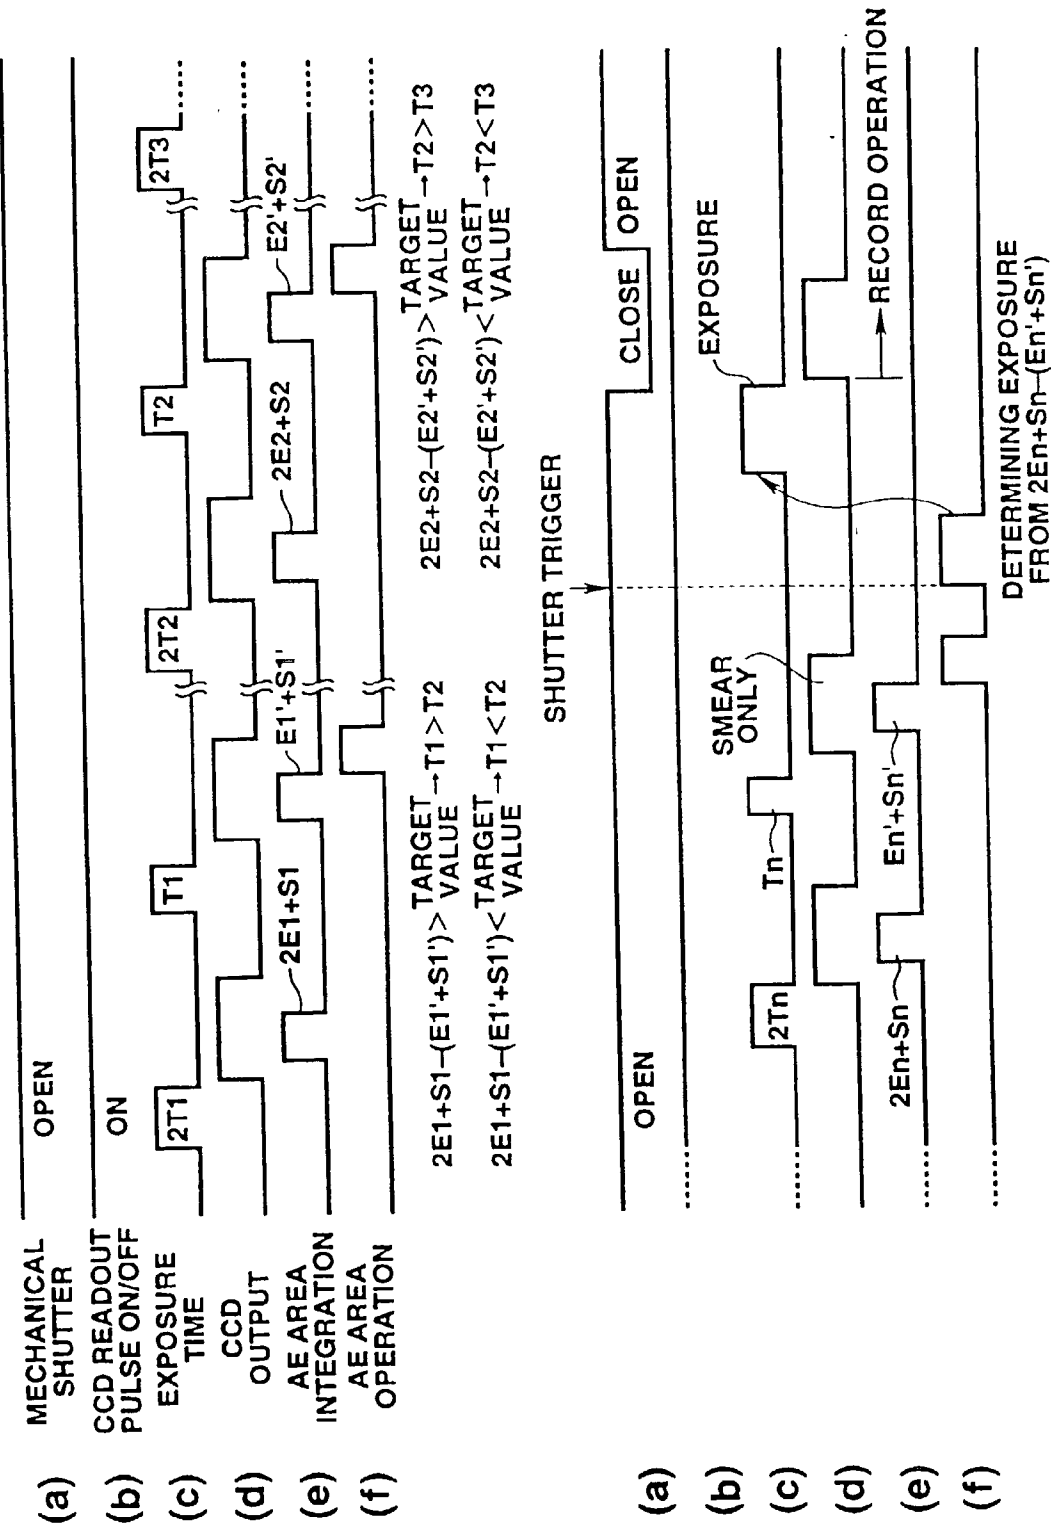 (a) MECHANICAL
SHUTTER
OPEN
(b) CCD READOUT
PULSE ON/OFF
ON
(c) EXPOSURE
TIME
2T1
T1
2T2
T2
2T3
(d) CCD
OUTPUT
(e) AE AREA
INTEGRATION
2E1+S1
E1'+S1'
2E2+S2
E2'+S2'
(f) AE AREA
OPERATION
2E1+S1–(E1'+S1')> TARGET VALUE →T1>T2
2E1+S1–(E1'+S1')< TARGET VALUE →T1<T2
2E2+S2–(E2'+S2')> TARGET VALUE →T2>T3
2E2+S2–(E2'+S2')< TARGET VALUE →T2<T3
SHUTTER TRIGGER
(a)
OPEN
CLOSE
OPEN
(b)
(c)
2Tn
Tn
EXPOSURE
(d)
SMEAR
ONLY
RECORD OPERATION
(e)
2En+Sn
En'+Sn'
(f)
DETERMINING EXPOSURE
FROM 2En+Sn–(En'+Sn')